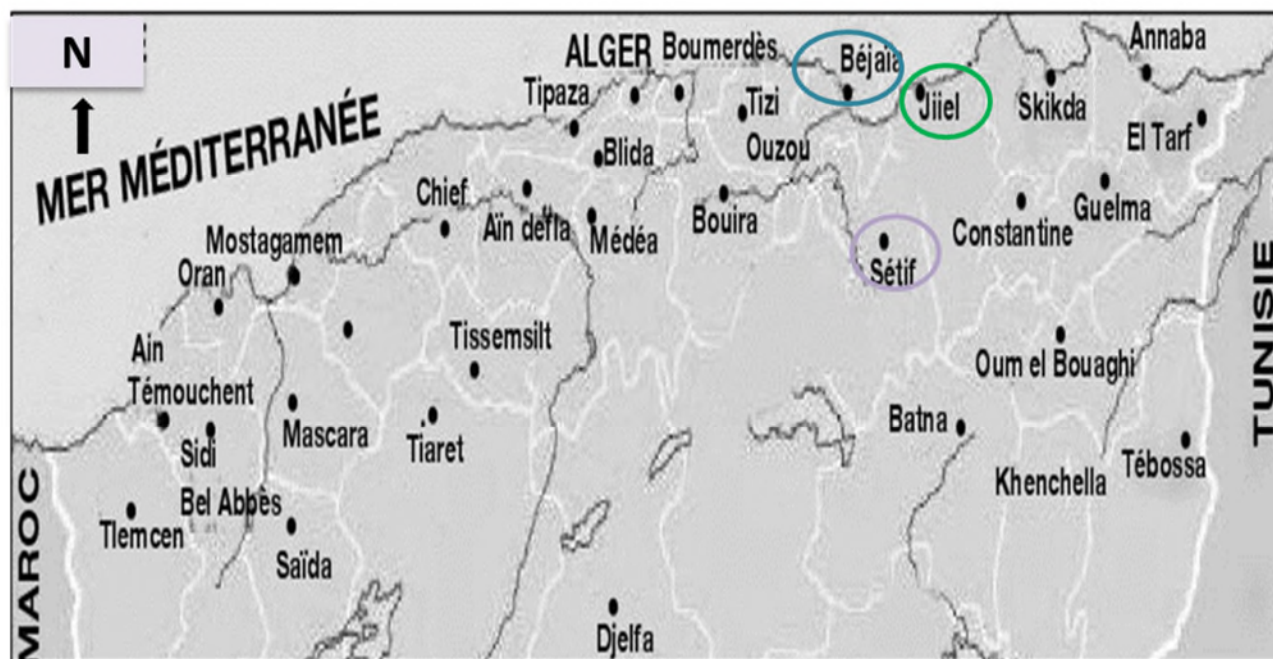 N
ALGER
Boumerdès
Béjaïa
Annaba
Tipaza
Tizi
Ouzou
Jiiel
Skikda
El Tarf
MER MÉDITERRANÉE
Blida
Chief
Aïn defla
Médéa
Bouira
Constantine
Guelma
Mostagamem
Oran
Sétif
TUNISIE
Ain
Témouchent
Tissemsilt
Oum el Bouaghi
Sidi
Bel Abbès
Mascara
Tiaret
Batna
Khenchella
Tébossa
MAROC
Tlemcen
Saïda
Djelfa